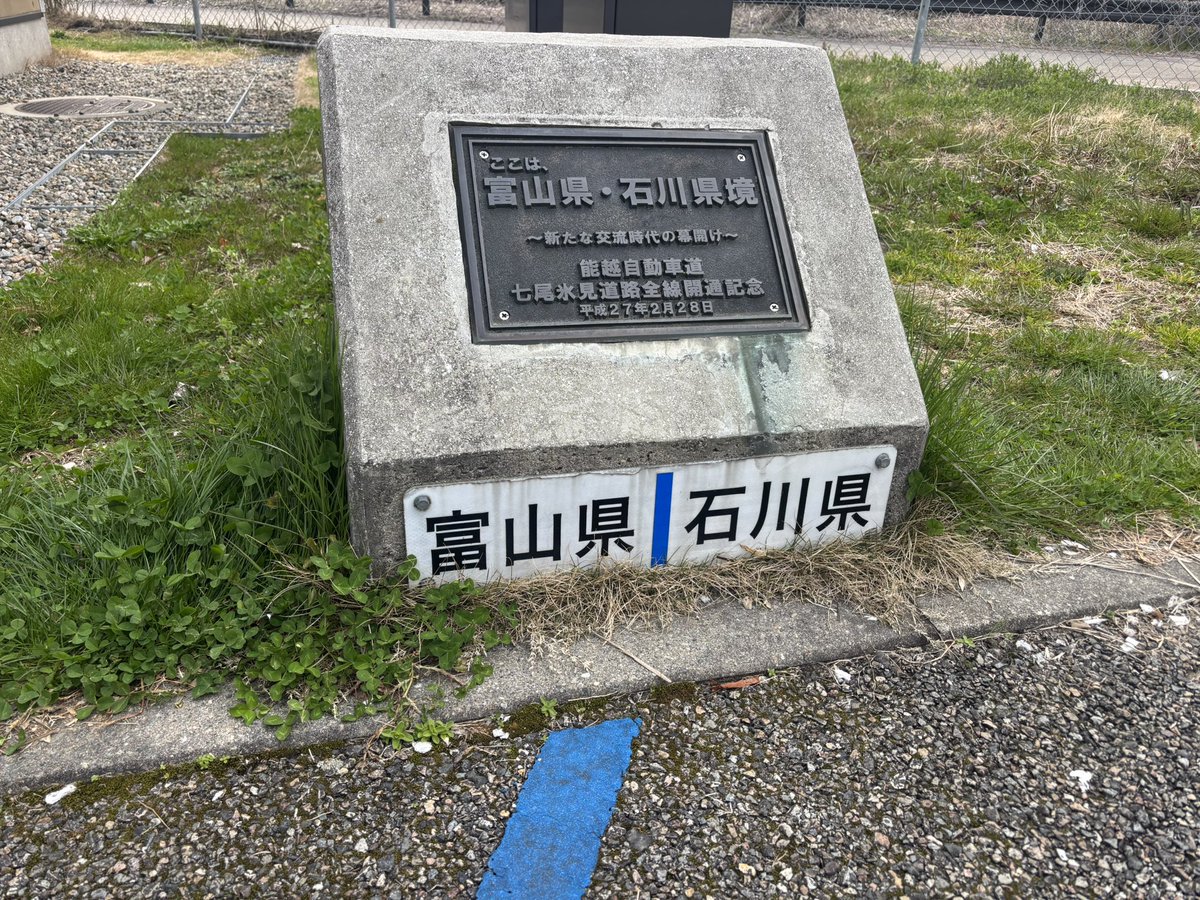 ここは、
富山県・石川県境
～新たな交流時代の幕開け～
能越自動車道
七尾氷見道路全線開通記念
平成27年2月28日
富山県 石川県